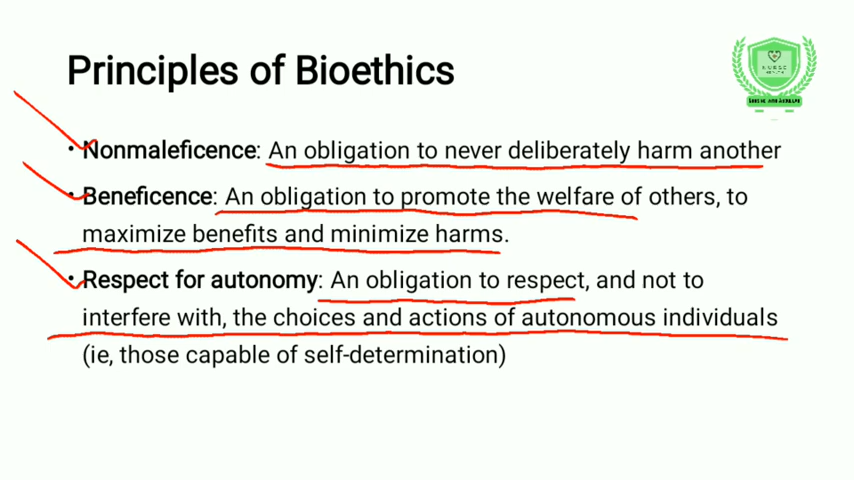 Principles of Bioethics
NURSE
• Nonmaleficence: An obligation to never deliberately harm another
• Beneficence: An obligation to promote the welfare of others, to
maximize benefits and minimize harms.
• Respect for autonomy: An obligation to respect, and not to
interfere with, the choices and actions of autonomous individuals
(ie, those capable of self-determination)